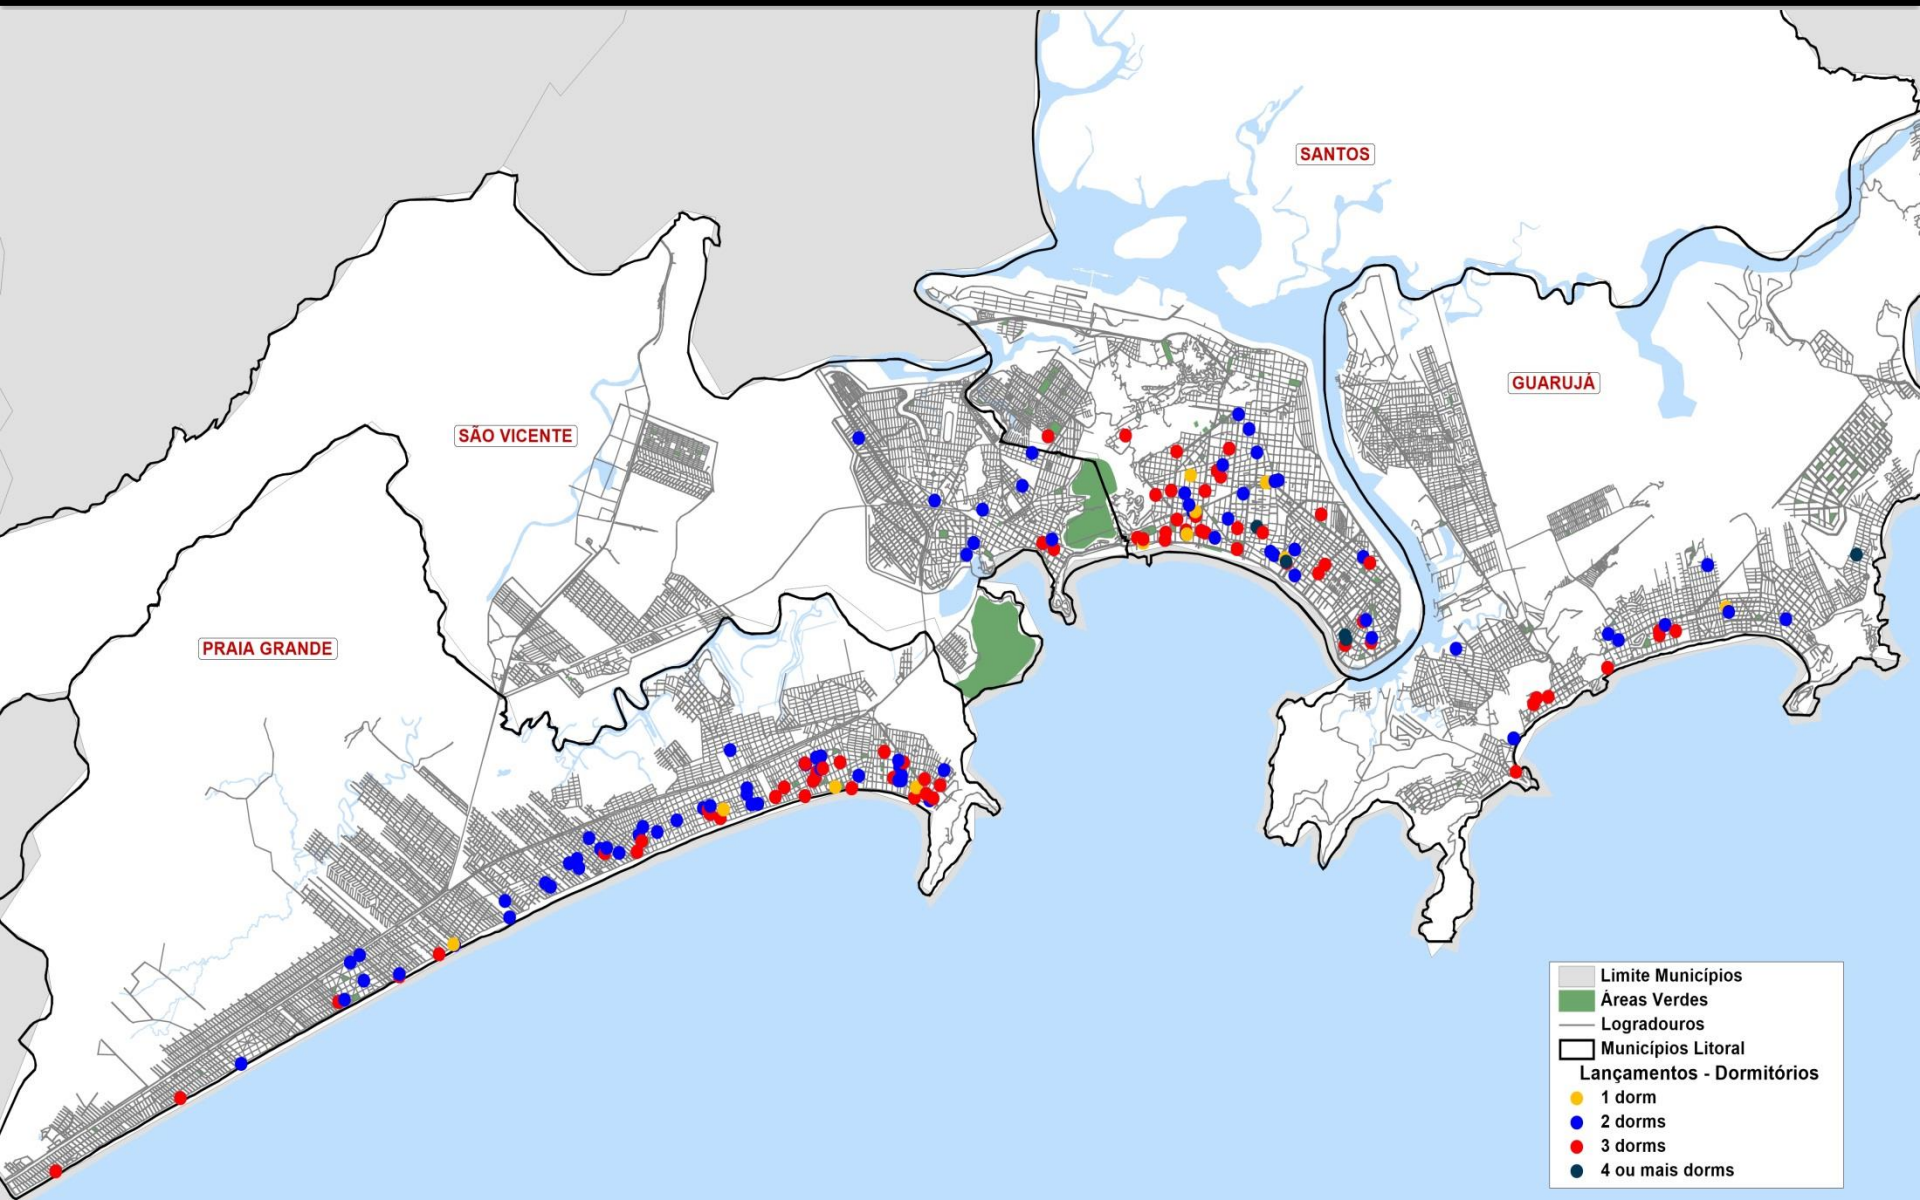 SANTOS
GUARUJÁ
SÃO VICENTE
PRAIA GRANDE
Limite Municípios
Áreas Verdes
Logradouros
Municípios Litoral
Lançamentos - Dormitórios
1 dorm
2 dorms
3 dorms
4 ou mais dorms